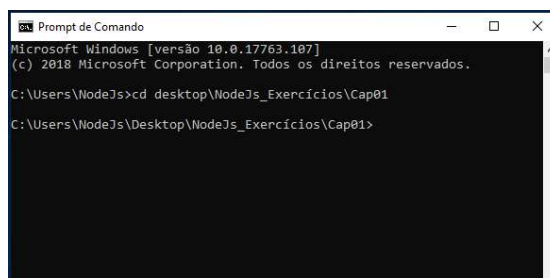 Prompt de Comando
Microsoft Windows [versão 10.0.17763.107]
(c) 2018 Microsoft Corporation. Todos os direitos reservados.
C:\Users\NodeJs>cd desktop\NodeJs_Exercícios\Cap01
C:\Users\NodeJs\Desktop\NodeJs_Exercícios\Cap01>